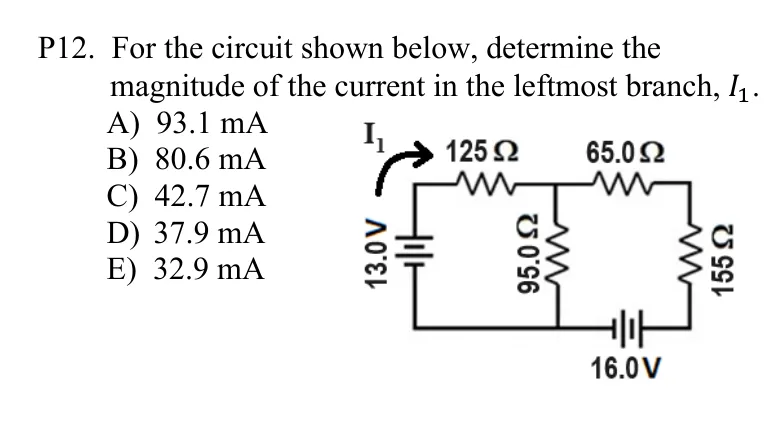 P12. For the circuit shown below, determine the
magnitude of the current in the leftmost branch, I₁.
A) 93.1 mA
B) 80.6 mA
C) 42.7 mA
D) 37.9 mA
E) 32.9 mA
I₁
125 Ω
65.0 Ω
13.0 V
95.0 Ω
155 Ω
16.0 V